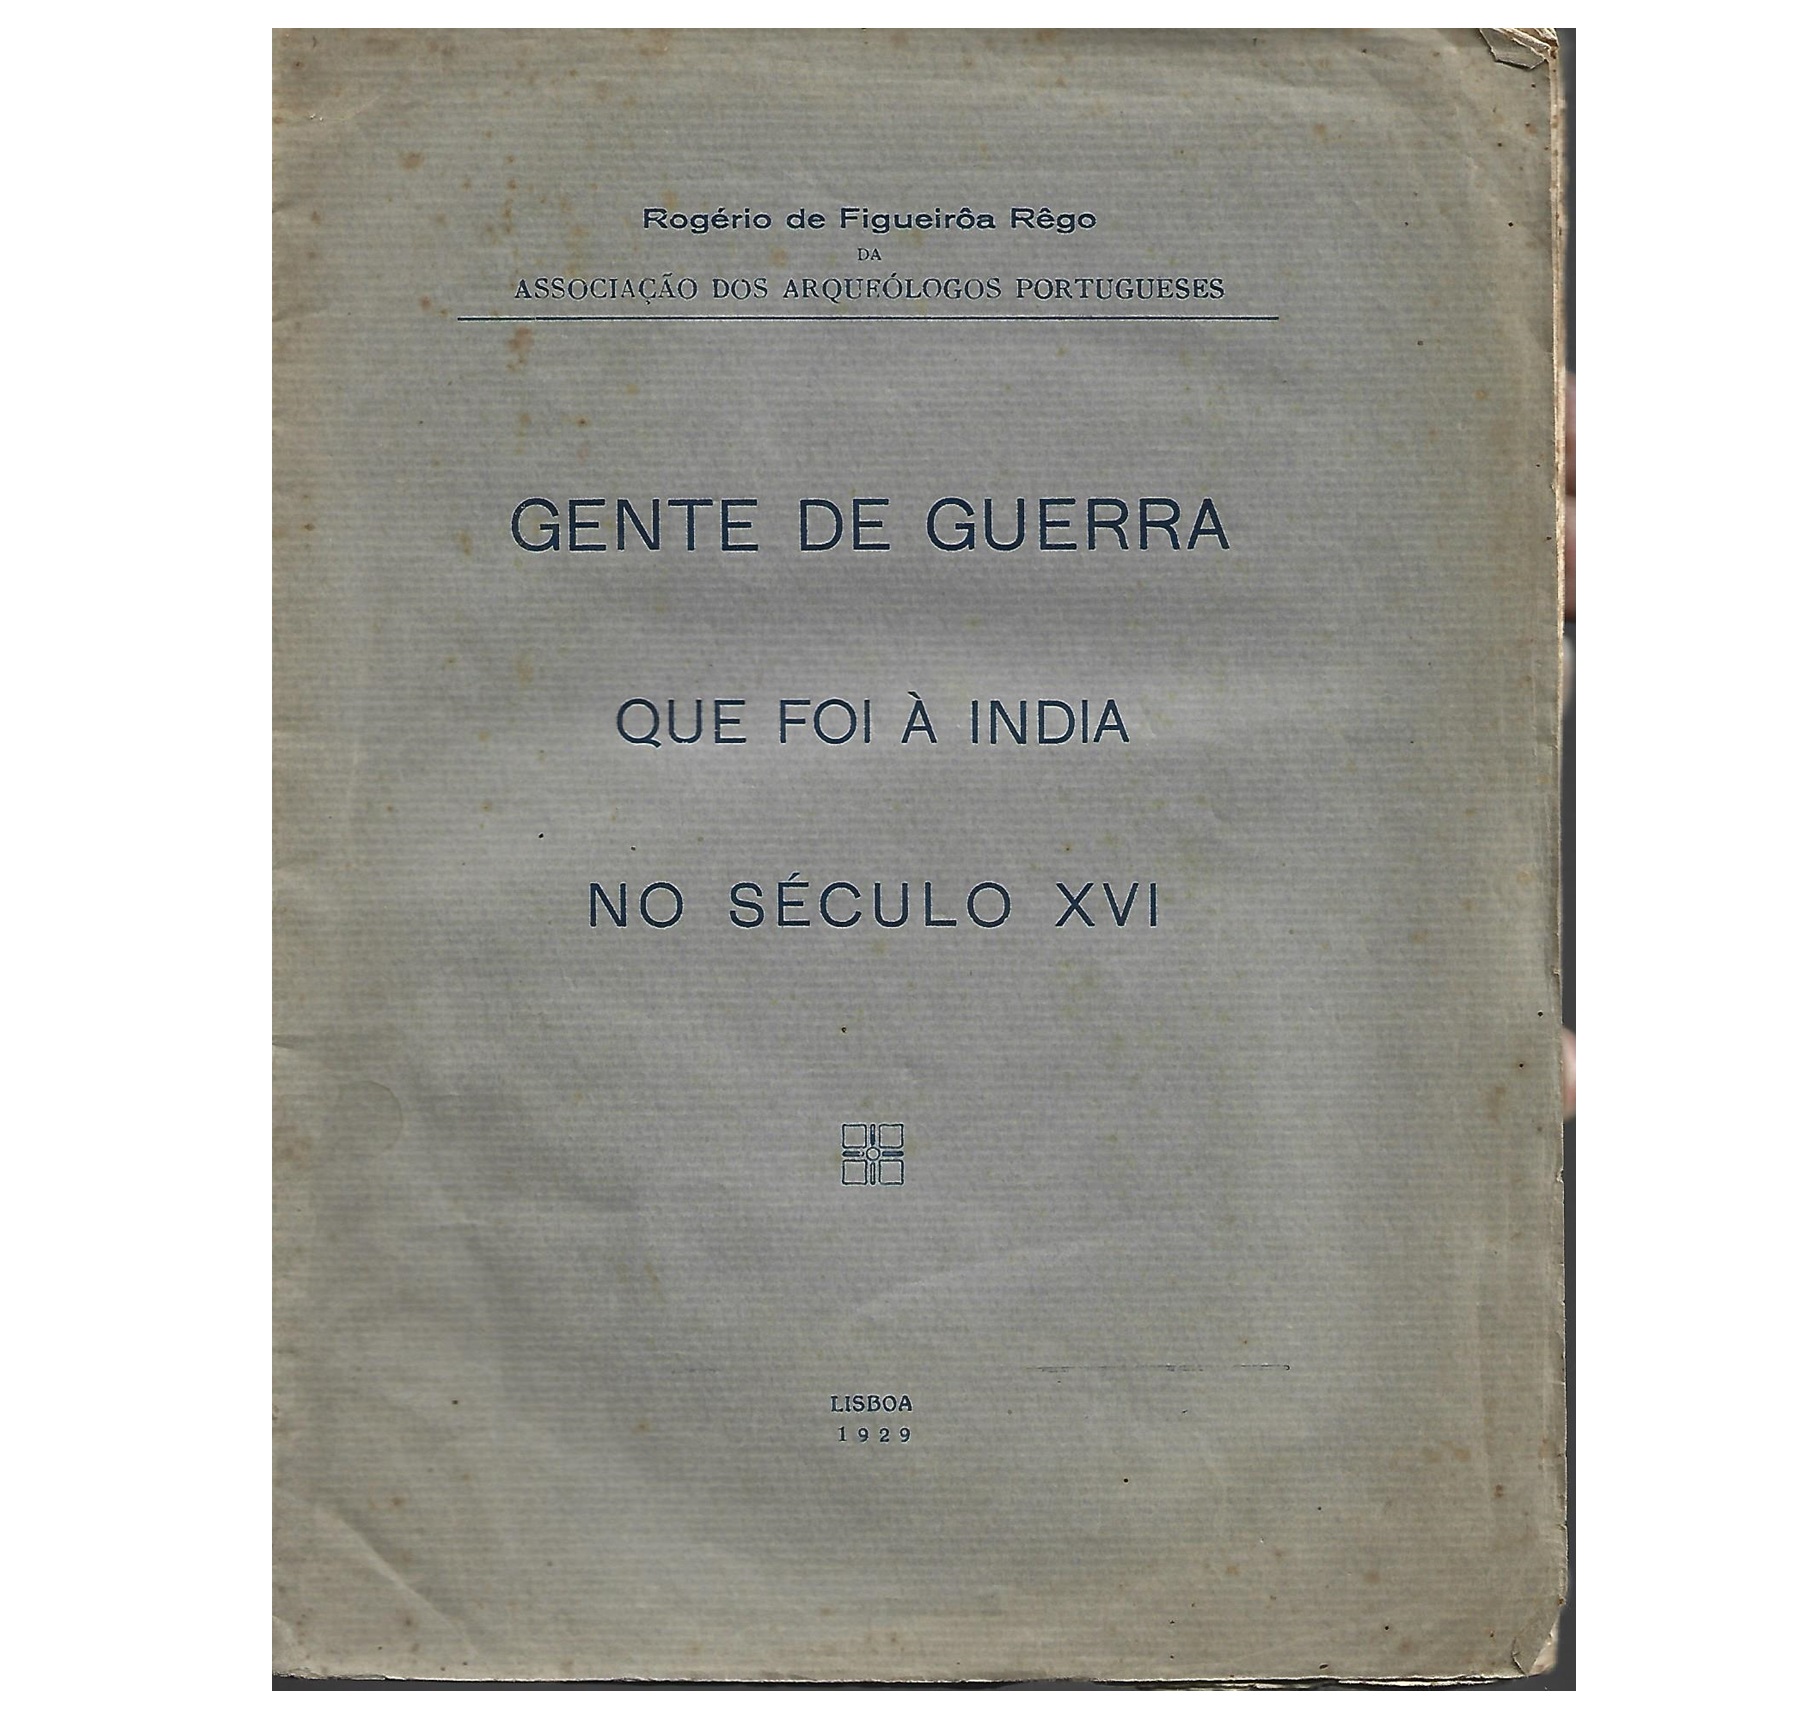 Rogério de Figueirôa Rêgo
DA
ASSOCIAÇÃO DOS ARQUEÓLOGOS PORTUGUESES
GENTE DE GUERRA
QUE FOI À INDIA
NO SÉCULO XVI
LISBOA
1929